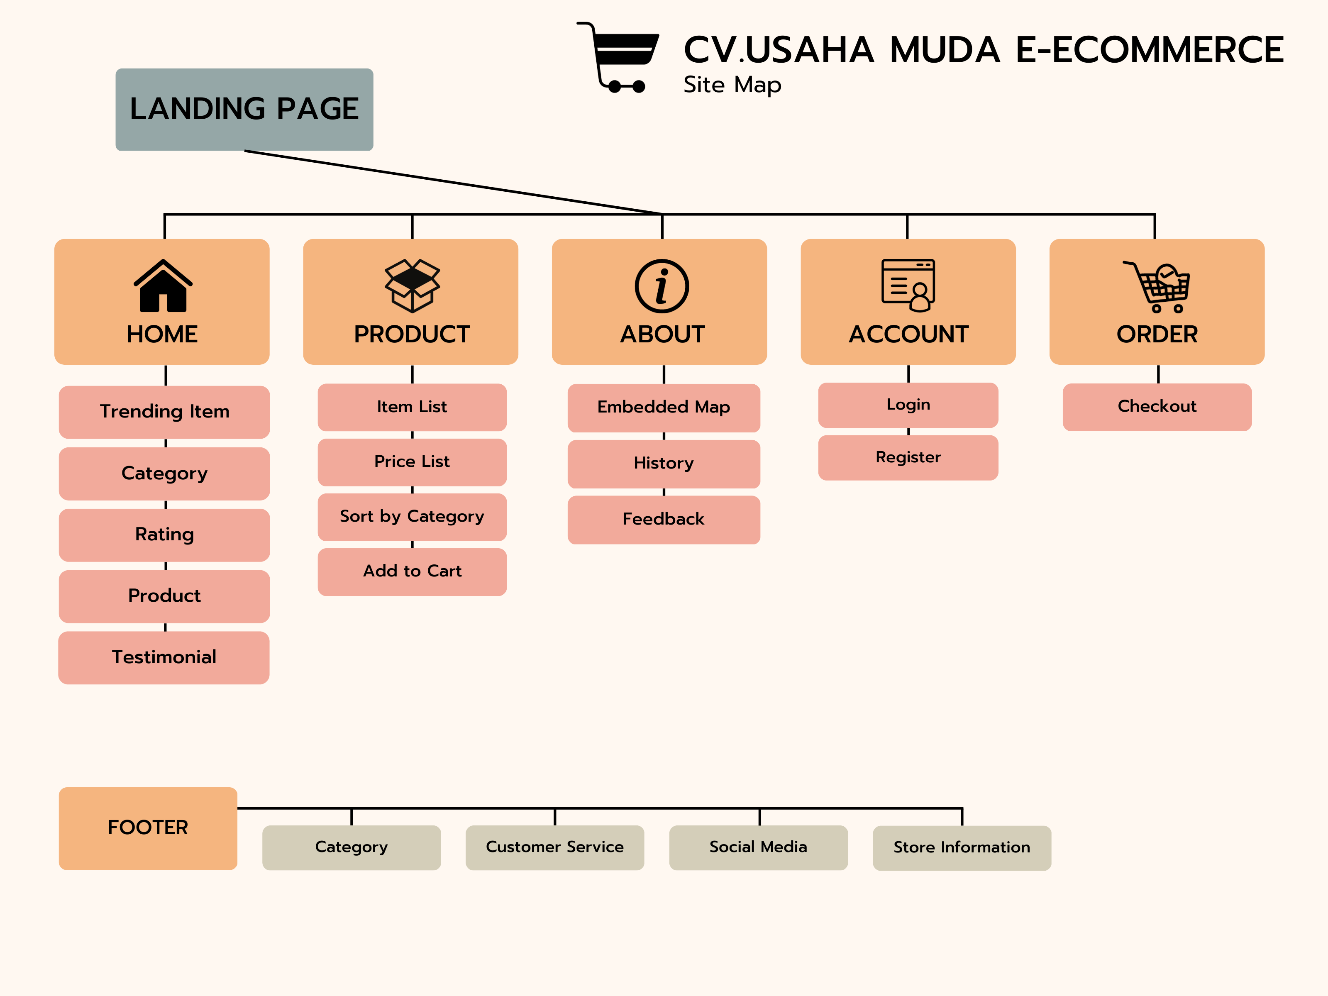 CV.USAHA MUDA E-ECOMMERCE
Site Map
LANDING PAGE
HOME
Trending Item
Category
Rating
Product
Testimonial
PRODUCT
Item List
Price List
Sort by Category
Add to Cart
ABOUT
Embedded Map
History
Feedback
ACCOUNT
Login
Register
ORDER
Checkout
FOOTER
Category
Customer Service
Social Media
Store Information